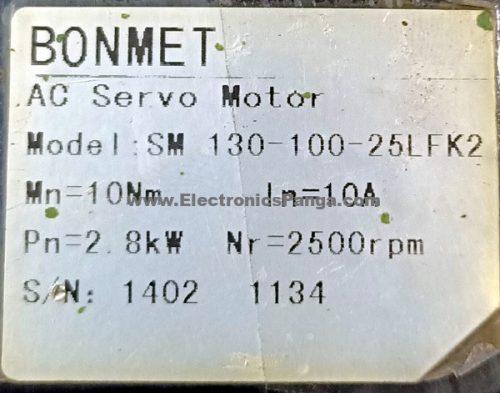 BONMET
AC Servo Motor
Model:SM 130-100-25LFK2
Mn=10Nm In=10A
www.ElectronicsPanga.com
Pn=2.8kW Nr=2500rpm
S/N: 1402 1134